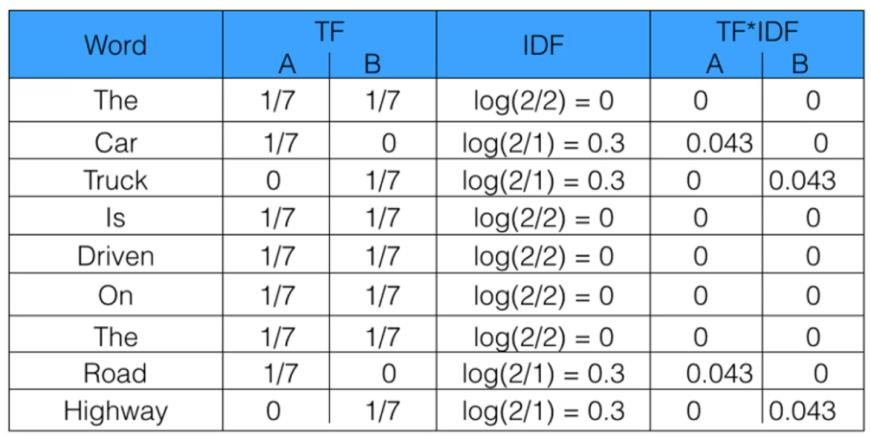 Word TF IDF TF*IDF
A B A B
The 1/7 1/7 log(2/2) = 0 0 0
Car 1/7 0 log(2/1) = 0.3 0.043 0
Truck 0 1/7 log(2/1) = 0.3 0 0.043
Is 1/7 1/7 log(2/2) = 0 0 0
Driven 1/7 1/7 log(2/2) = 0 0 0
On 1/7 1/7 log(2/2) = 0 0 0
The 1/7 1/7 log(2/2) = 0 0 0
Road 1/7 0 log(2/1) = 0.3 0.043 0
Highway 0 1/7 log(2/1) = 0.3 0 0.043